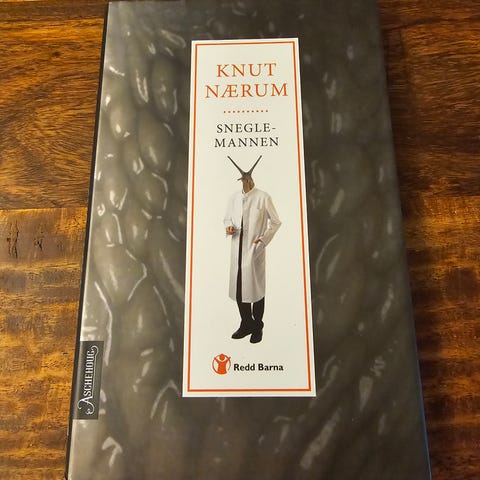 KNUT
NÆRUM
SNEGLE-
MANNEN
Redd Barna
ASCHEHOUG